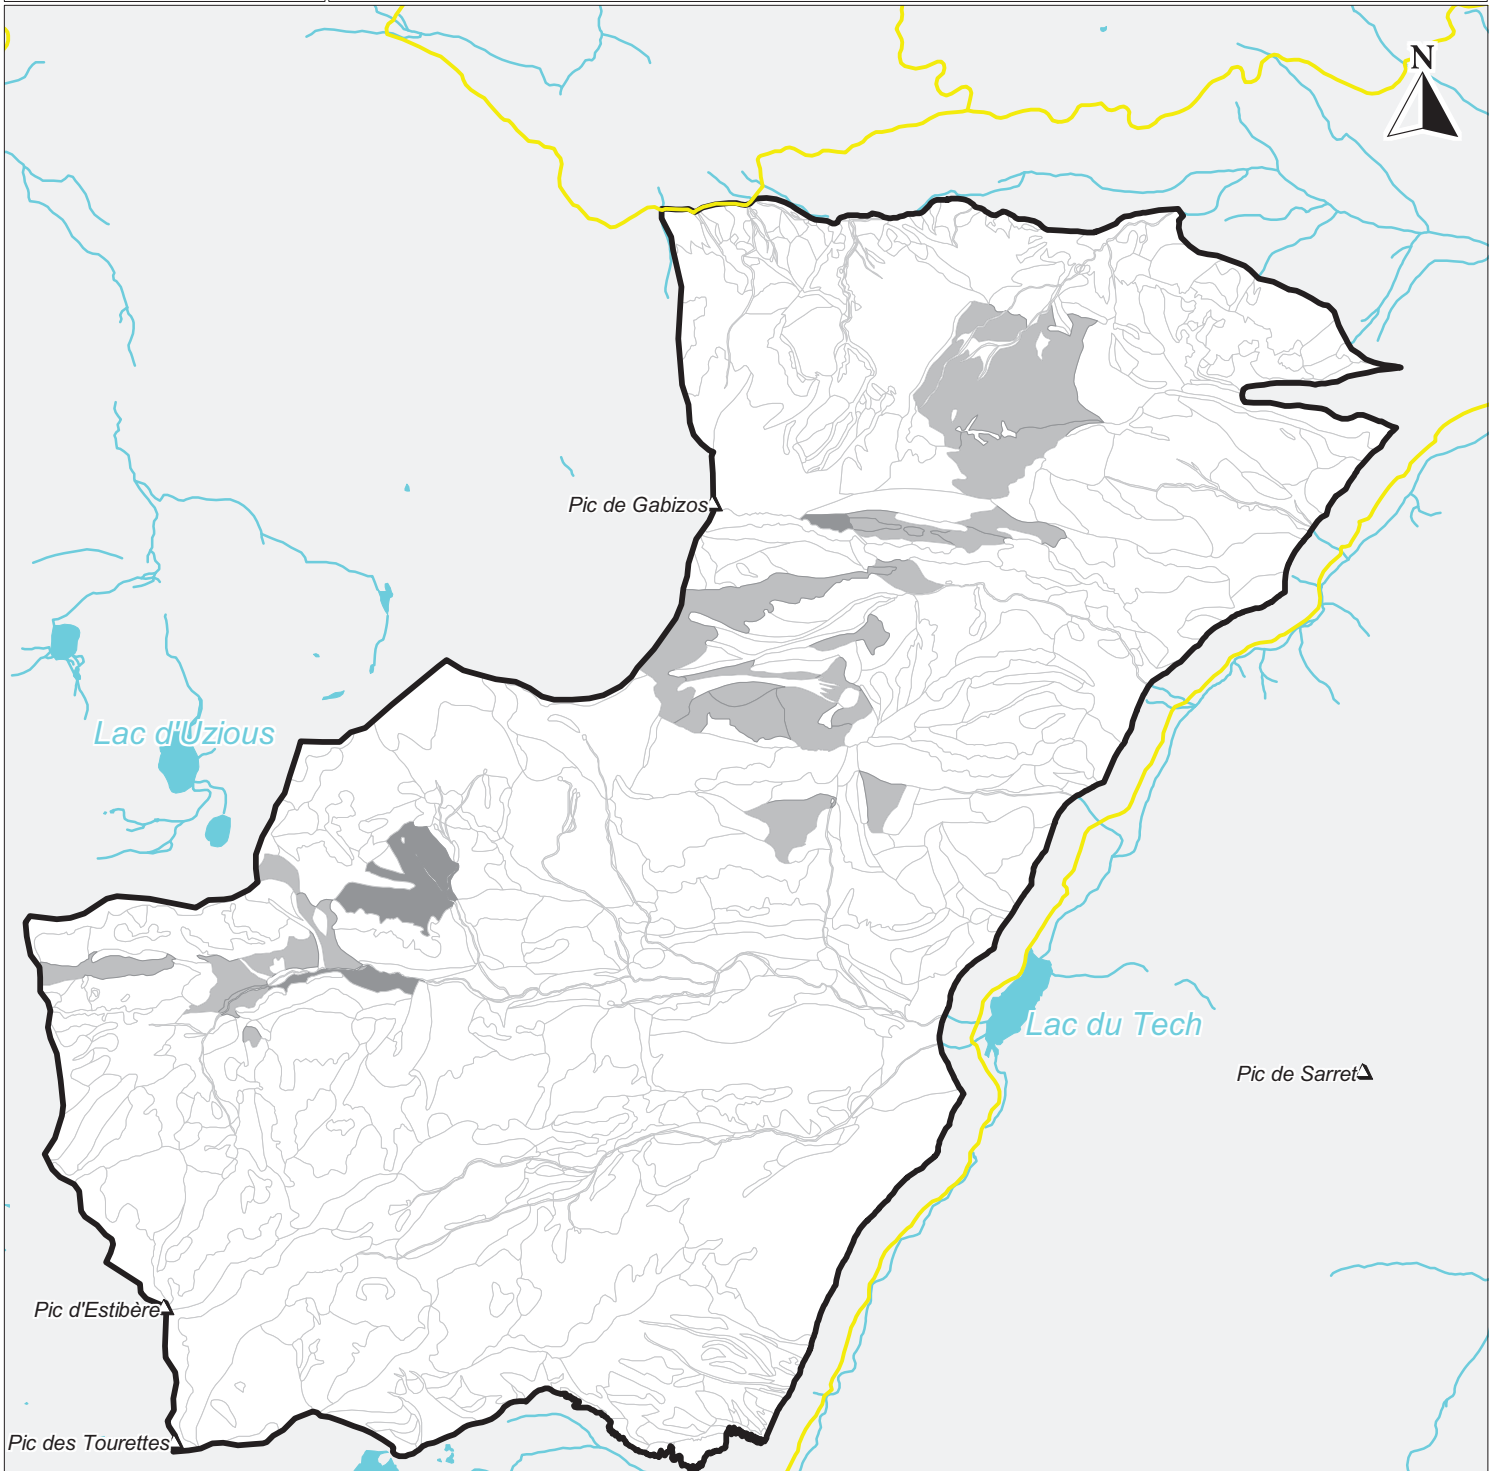 N
Pic de Gabizos
Lac d'Uzious
Lac du Tech
Pic de Sarret
Pic d'Estibère
Pic des Tourettes